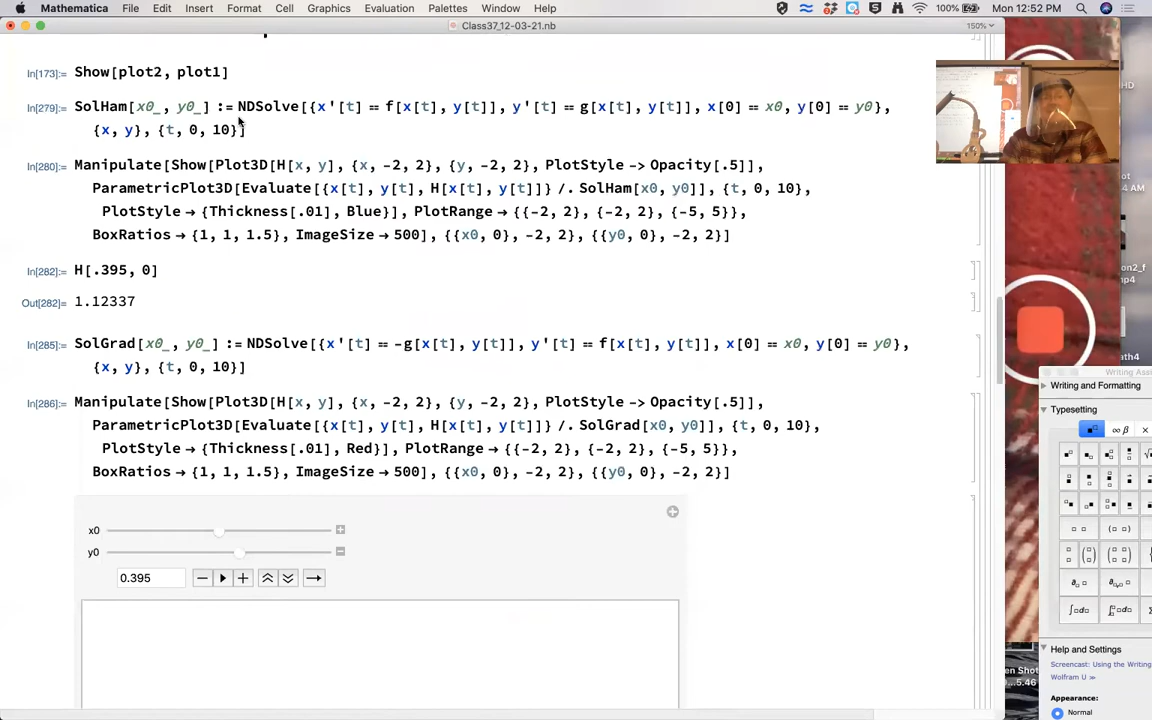 Mathematica File Edit Insert Format Cell Graphics Evaluation Palettes Window Help 100% Mon 12:52 PM
Class37_12-03-21.nb
150%
In[173]:= Show[plot2, plot1]
In[279]:= SolHam[x0_, y0_] := NDSolve[{x'[t] == f[x[t], y[t]], y'[t] == g[x[t], y[t]], x[0] == x0, y[0] == y0},
{x, y}, {t, 0, 10}]
In[280]:= Manipulate[Show[Plot3D[H[x, y], {x, -2, 2}, {y, -2, 2}, PlotStyle -> Opacity[.5]],
ParametricPlot3D[Evaluate[{x[t], y[t], H[x[t], y[t]]} /. SolHam[x0, y0]], {t, 0, 10},
PlotStyle → {Thickness[.01], Blue}], PlotRange → {{-2, 2}, {-2, 2}, {-5, 5}},
BoxRatios → {1, 1, 1.5}, ImageSize → 500], {{x0, 0}, -2, 2}, {{y0, 0}, -2, 2}]
In[282]:= H[.395, 0]
Out[282]= 1.12337
In[285]:= SolGrad[x0_, y0_] := NDSolve[{x'[t] == -g[x[t], y[t]], y'[t] == f[x[t], y[t]], x[0] == x0, y[0] == y0},
{x, y}, {t, 0, 10}]
In[286]:= Manipulate[Show[Plot3D[H[x, y], {x, -2, 2}, {y, -2, 2}, PlotStyle -> Opacity[.5]],
ParametricPlot3D[Evaluate[{x[t], y[t], H[x[t], y[t]]} /. SolGrad[x0, y0]], {t, 0, 10},
PlotStyle → {Thickness[.01], Red}], PlotRange → {{-2, 2}, {-2, 2}, {-5, 5}},
BoxRatios → {1, 1, 1.5}, ImageSize → 500], {{x0, 0}, -2, 2}, {{y0, 0}, -2, 2}]
x0
y0
0.395
Writing and Formatting
Typesetting
∞ β
Help and Settings
Screencast: Using the Writing
Wolfram U »
Appearance:
Normal